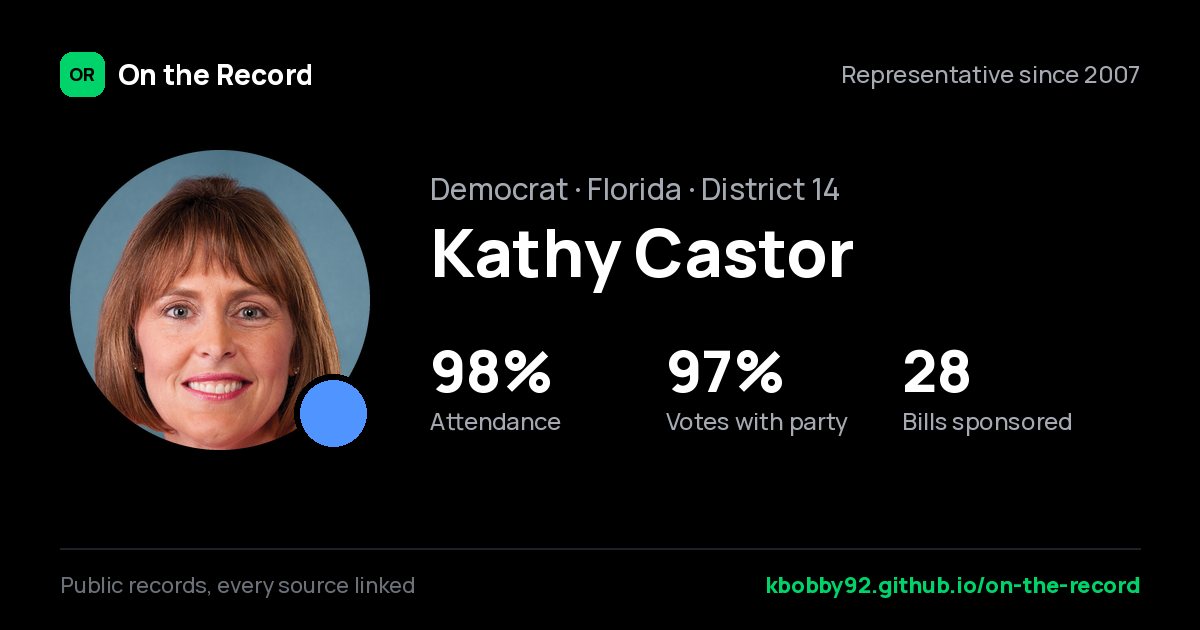 OR On the Record
Representative since 2007
Democrat · Florida · District 14
Kathy Castor
98% 97% 28
Attendance Votes with party Bills sponsored
Public records, every source linked
kbobby92.github.io/on-the-record